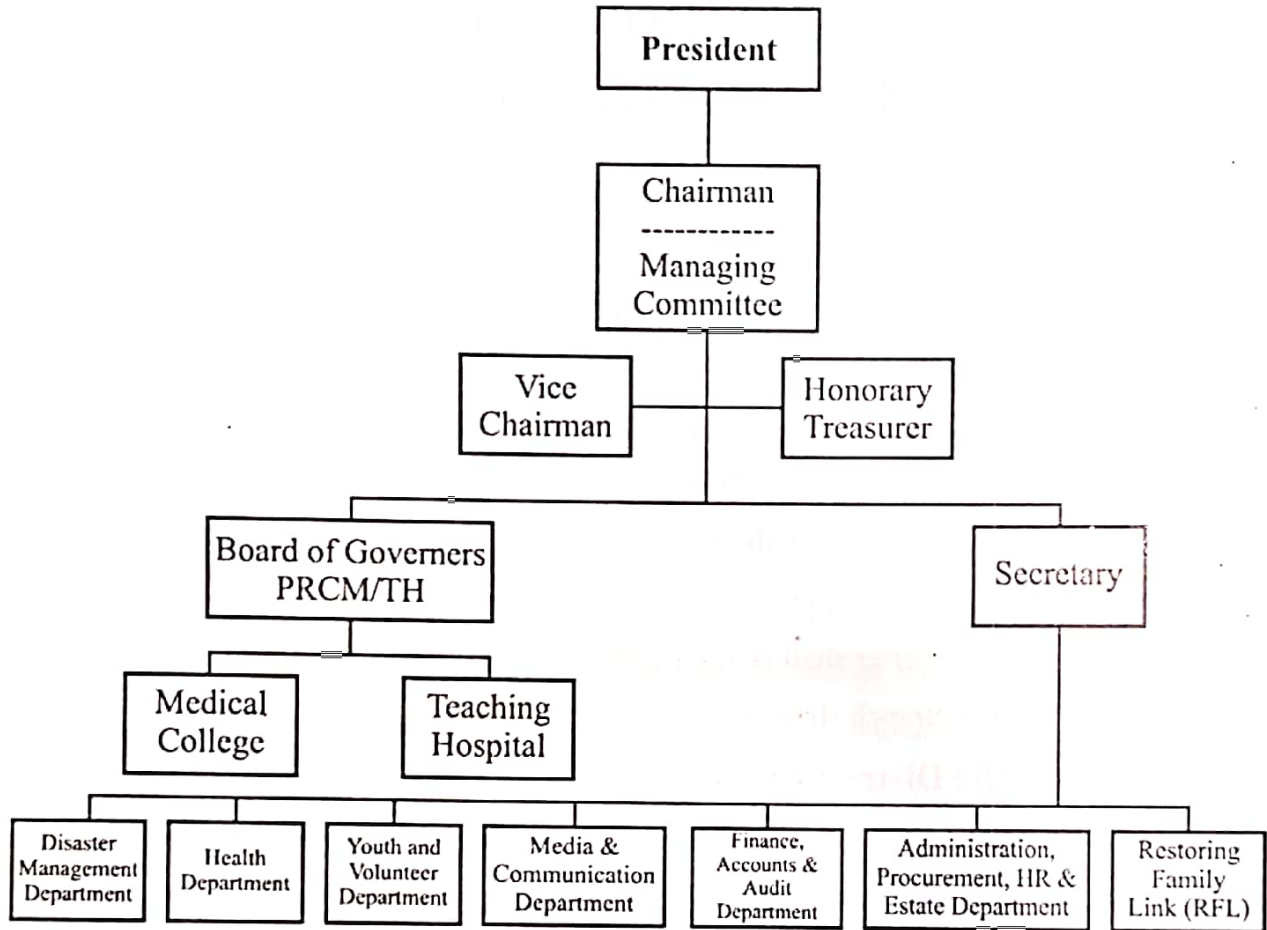 President
Chairman
------------
Managing
Committee
Vice
Chairman
Honorary
Treasurer
Board of Governers
PRCM/TH
Secretary
Medical
College
Teaching
Hospital
Disaster
Management
Department
Health
Department
Youth and
Volunteer
Department
Media &
Communication
Department
Finance,
Accounts &
Audit
Department
Administration,
Procurement, HR &
Estate Department
Restoring
Family
Link (RFL)